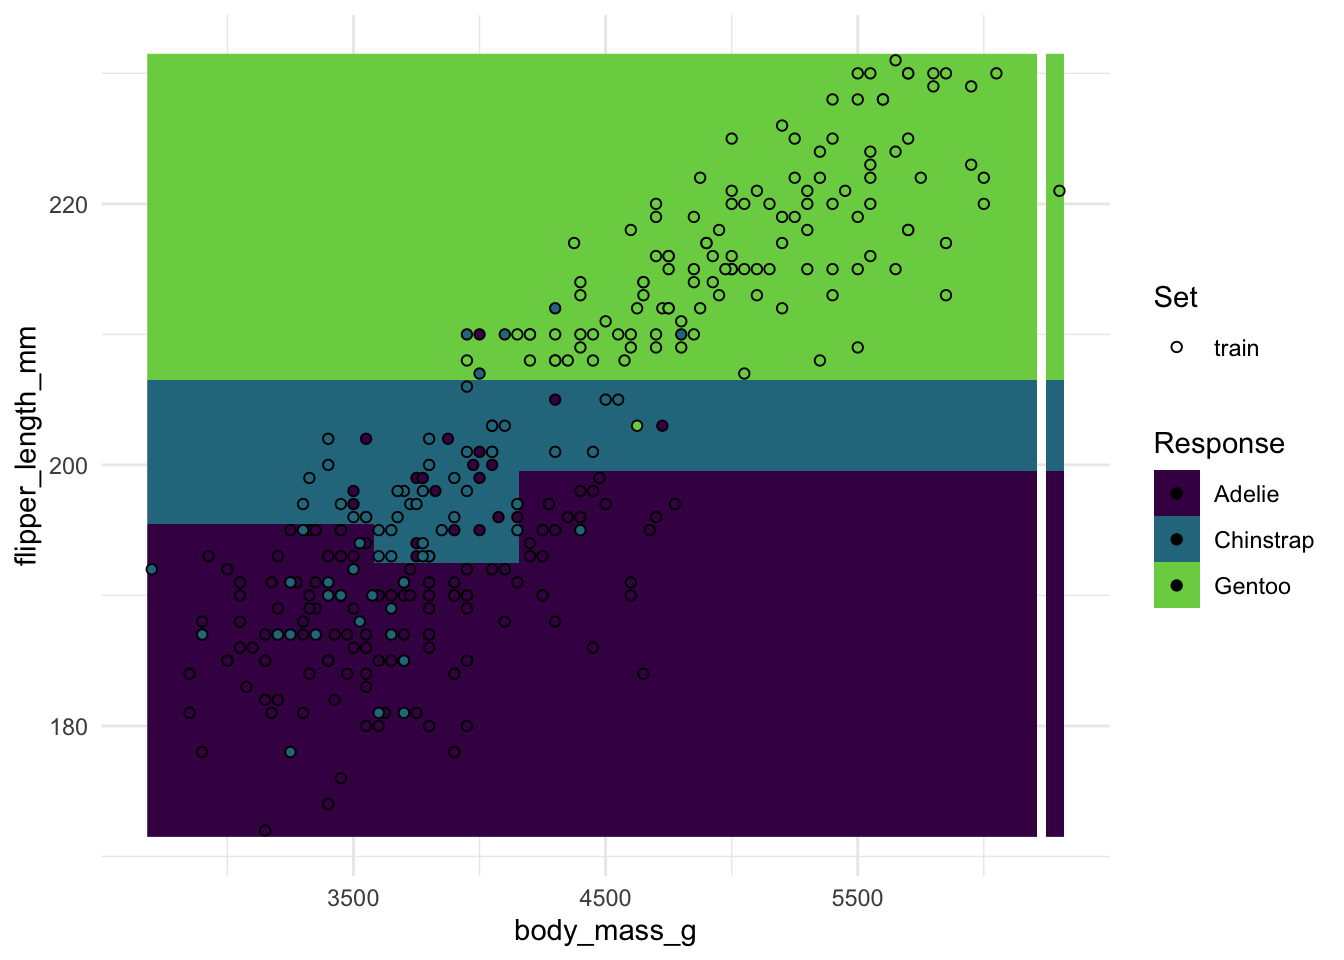 220
200
180
flipper_length_mm
3500 4500 5500
body_mass_g
Set
train
Response
Adelie
Chinstrap
Gentoo